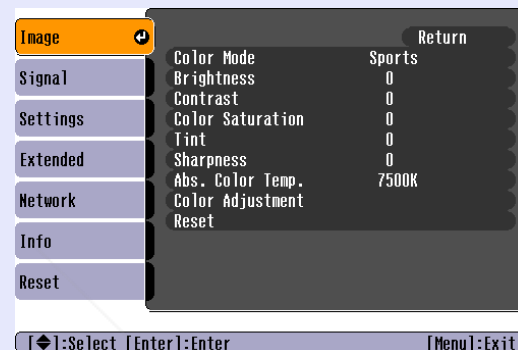 Image
Signal
Settings
Extended
Network
Info
Reset
Return
Color Mode Sports
Brightness 0
Contrast 0
Color Saturation 0
Tint 0
Sharpness 0
Abs. Color Temp. 7500K
Color Adjustment
Reset
[◆]:Select [Enter]:Enter [Menu]:Exit